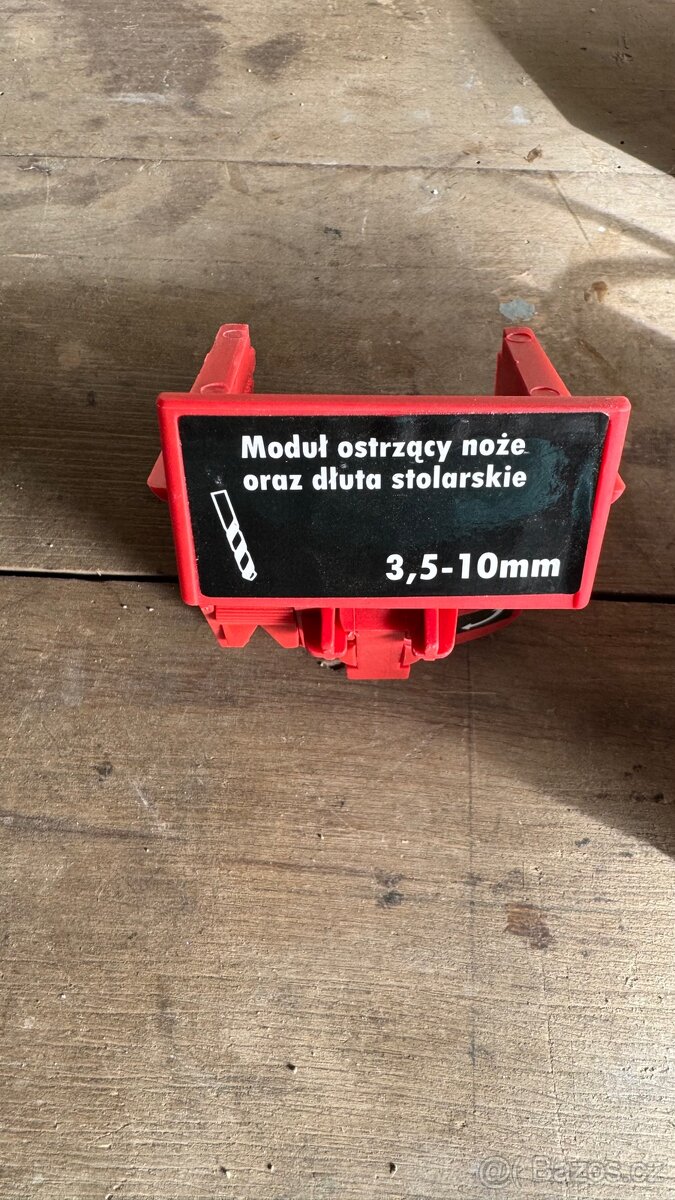 Moduł ostrzący noże
oraz dłuta stolarskie
3,5-10mm
Bazos.cz